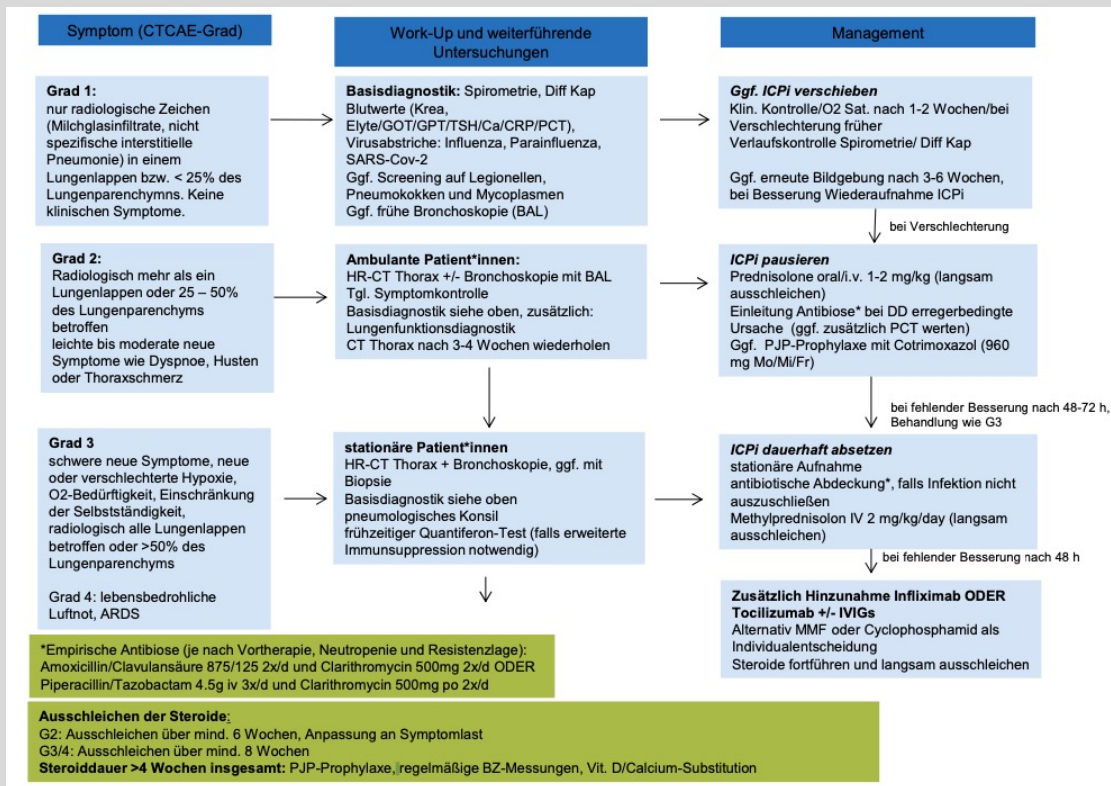 Symptom (CTCAE-Grad)
Work-Up und weiterführende
Untersuchungen
Management
Grad 1:
nur radiologische Zeichen
(Milchglasinfiltrate, nicht
spezifische interstitielle
Pneumonie) in einem
Lungenlappen bzw. < 25% des
Lungenparenchymns. Keine
klinischen Symptome.
Basisdiagnostik: Spirometrie, Diff Kap
Blutwerte (Krea,
Elyte/GOT/GPT/TSH/Ca/CRP/PCT),
Virusabstriche: Influenza, Parainfluenza,
SARS-Cov-2
Ggf. Screening auf Legionellen,
Pneumokokken und Mycoplasmen
Ggf. frühe Bronchoskopie (BAL)
Ggf. ICPi verschieben
Klin. Kontrolle/O2 Sat. nach 1-2 Wochen/bei
Verschlechterung früher
Verlaufskontrolle Spirometrie/ Diff Kap
Ggf. erneute Bildgebung nach 3-6 Wochen,
bei Besserung Wiederaufnahme ICPi
bei Verschlechterung
Grad 2:
Radiologisch mehr als ein
Lungenlappen oder 25 – 50%
des Lungenparenchyms
betroffen
leichte bis moderate neue
Symptome wie Dyspnoe, Husten
oder Thoraxschmerz
Ambulante Patient*innen:
HR-CT Thorax +/- Bronchoskopie mit BAL
Tgl. Symptomkontrolle
Basisdiagnostik siehe oben, zusätzlich:
Lungenfunktionsdiagnostik
CT Thorax nach 3-4 Wochen wiederholen
ICPi pausieren
Prednisolone oral/i.v. 1-2 mg/kg (langsam
ausschleichen)
Einleitung Antibiose* bei DD erregerbedingte
Ursache (ggf. zusätzlich PCT werten)
Ggf. PJP-Prophylaxe mit Cotrimoxazol (960
mg Mo/Mi/Fr)
bei fehlender Besserung nach 48-72 h,
Behandlung wie G3
Grad 3
schwere neue Symptome, neue
oder verschlechterte Hypoxie,
O2-Bedürftigkeit, Einschränkung
der Selbstständigkeit,
radiologisch alle Lungenlappen
betroffen oder >50% des
Lungenparenchyms
Grad 4: lebensbedrohliche
Luftnot, ARDS
stationäre Patient*innen
HR-CT Thorax + Bronchoskopie, ggf. mit
Biopsie
Basisdiagnostik siehe oben
pneumologisches Konsil
frühzeitiger Quantiferon-Test (falls erweiterte
Immunsuppression notwendig)
ICPi dauerhaft absetzen
stationäre Aufnahme
antibiotische Abdeckung*, falls Infektion nicht
auszuschließen
Methylprednisolon IV 2 mg/kg/day (langsam
ausschleichen)
bei fehlender Besserung nach 48 h
Zusätzlich Hinzunahme Infliximab ODER
Tocilizumab +/- IVIGs
Alternativ MMF oder Cyclophosphamid als
Individualentscheidung
Steroide fortführen und langsam ausschleichen
*Empirische Antibiose (je nach Vortherapie, Neutropenie und Resistenzlage):
Amoxicillin/Clavulansäure 875/125 2x/d und Clarithromycin 500mg 2x/d ODER
Piperacillin/Tazobactam 4.5g iv 3x/d und Clarithromycin 500mg po 2x/d
Ausschleichen der Steroide:
G2: Ausschleichen über mind. 6 Wochen, Anpassung an Symptomlast
G3/4: Ausschleichen über mind. 8 Wochen
Steroiddauer >4 Wochen insgesamt: PJP-Prophylaxe, regelmäßige BZ-Messungen, Vit. D/Calcium-Substitution